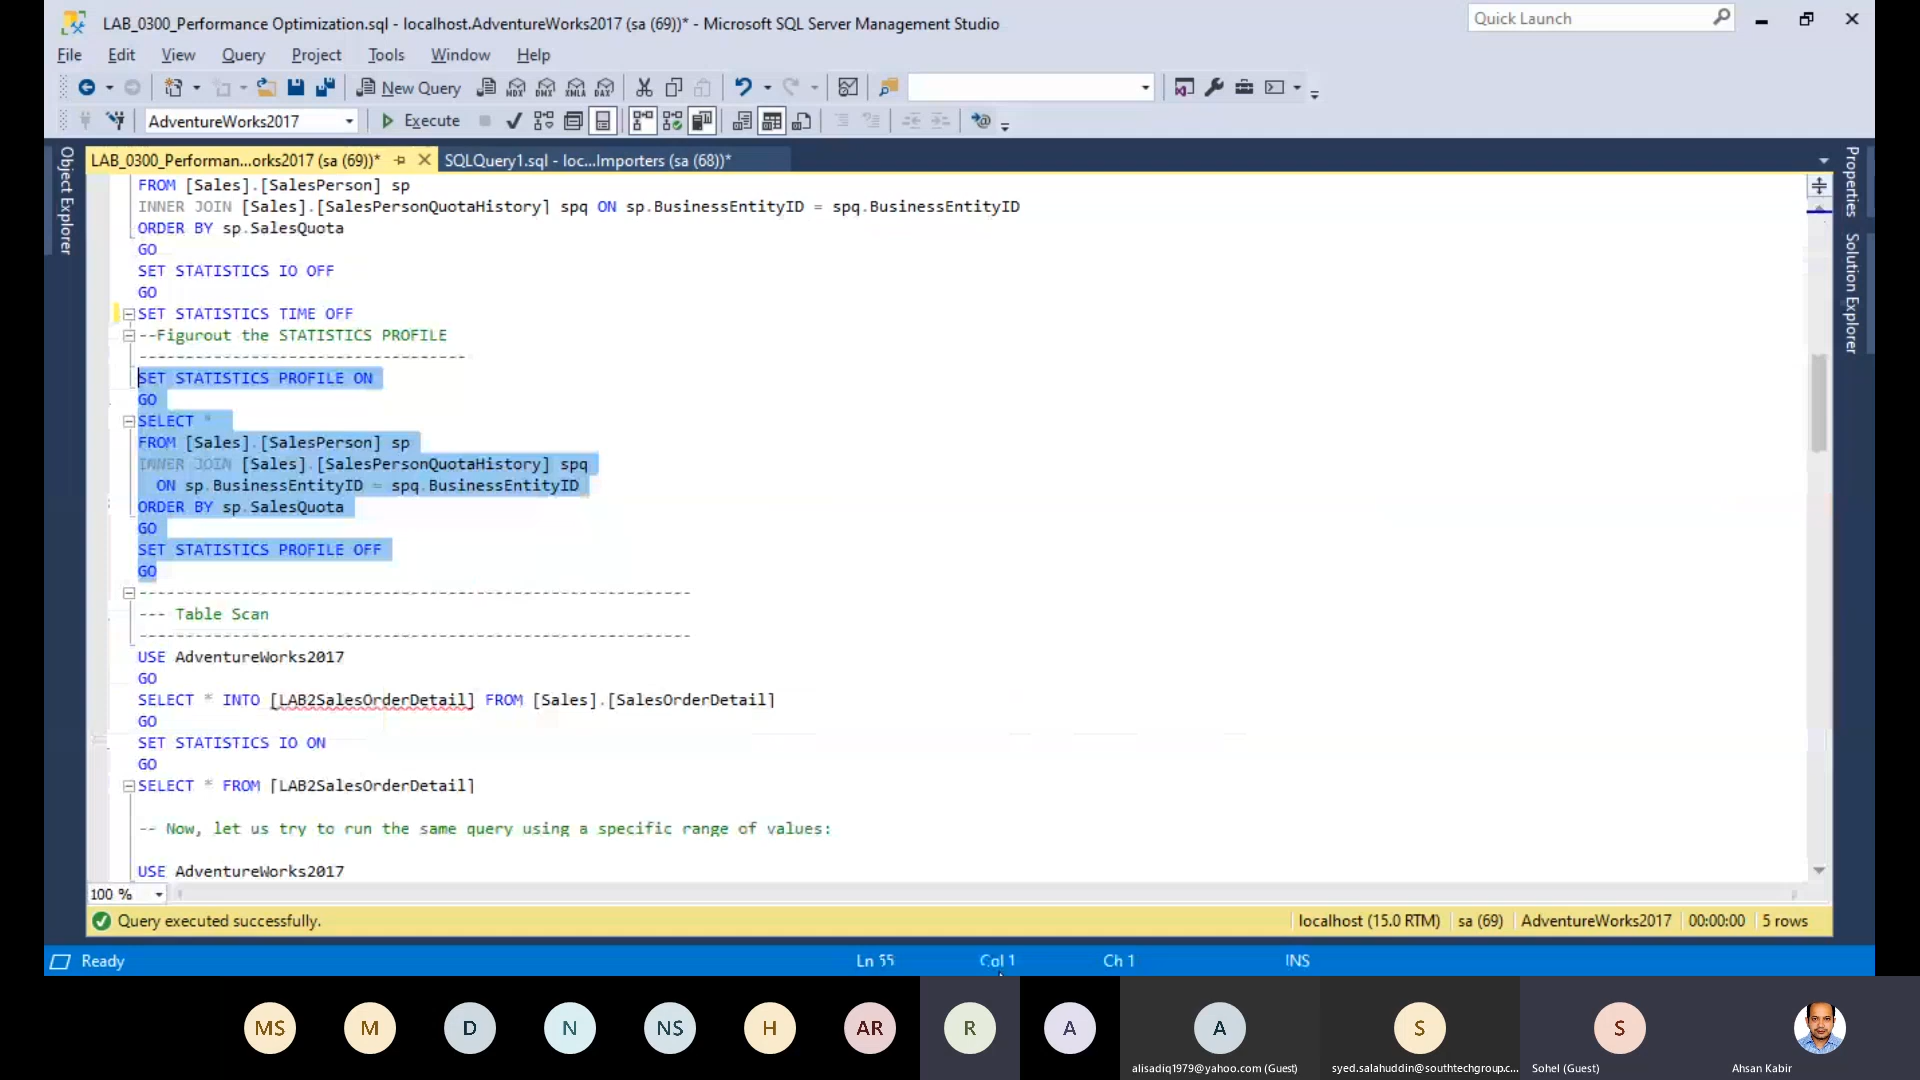 LAB_0300_Performance Optimization.sql - localhost.AdventureWorks2017 (sa (69))* - Microsoft SQL Server Management Studio
Quick Launch
File Edit View Query Project Tools Window Help
New Query
MDX DMX XMLA DAX
AdventureWorks2017
Execute
Object Explorer
LAB_0300_Performan...orks2017 (sa (69))*
SQLQuery1.sql - loc...Importers (sa (68))*
Properties
Solution Explorer
FROM [Sales].[SalesPerson] sp
INNER JOIN [Sales].[SalesPersonQuotaHistory] spq ON sp.BusinessEntityID = spq.BusinessEntityID
ORDER BY sp.SalesQuota
GO
SET STATISTICS IO OFF
GO
SET STATISTICS TIME OFF
--Figurout the STATISTICS PROFILE
-----------------------------------
SET STATISTICS PROFILE ON
GO
SELECT *
FROM [Sales].[SalesPerson] sp
INNER JOIN [Sales].[SalesPersonQuotaHistory] spq
ON sp.BusinessEntityID = spq.BusinessEntityID
ORDER BY sp.SalesQuota
GO
SET STATISTICS PROFILE OFF
GO
-----------------------------------------------------------
--- Table Scan
-----------------------------------------------------------
USE AdventureWorks2017
GO
SELECT * INTO [LAB2SalesOrderDetail] FROM [Sales].[SalesOrderDetail]
GO
SET STATISTICS IO ON
GO
SELECT * FROM [LAB2SalesOrderDetail]
-- Now, let us try to run the same query using a specific range of values:
USE AdventureWorks2017
100 %
Query executed successfully.
localhost (15.0 RTM) sa (69) AdventureWorks2017 00:00:00 5 rows
Ready
Ln 55 Col 1 Ch 1 INS
MS M D N NS H AR R A A S S
alisadiq1979@yahoo.com (Guest)
syed.salahuddin@southtechgroup.c...
Sohel (Guest)
Ahsan Kabir